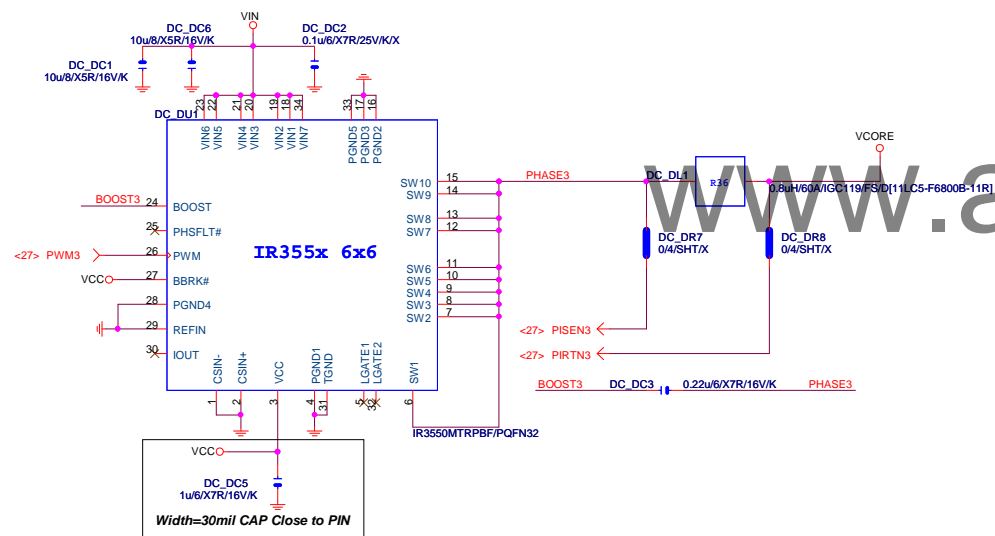 VIN
DC_DC6
10u/8/X5R/16V/K
DC_DC2
0.1u/6/X7R/25V/K/X
DC_DC1
10u/8/X5R/16V/K
23 22 21 20 19 18 34 33 17 16
DC_DU1
VIN6 VIN5 VIN4 VIN3 VIN2 VIN1 VIN7 PGND5 PGND3 PGND2
VCORE
www.a
SW10 15 PHASE3 DC_DL1 R36
0.8uH/60A/IGC119/FS/D[11LC5-F6800B-11R]
SW9 14
BOOST3 24 BOOST
SW8 13
SW7 12
25 PHSFLT#
DC_DR7
0/4/SHT/X
DC_DR8
0/4/SHT/X
<27> PWM3 26 PWM
IR355x 6x6
SW6 11
VCC 27 BBRK#
SW5 10
SW4 9
28 PGND4
SW3 8
SW2 7
29 REFIN
<27> PISEN3
30 IOUT
<27> PIRTN3
CSIN- CSIN+ VCC PGND1 TGND LGATE1 LGATE2 SW1
1 2 3 4 31 5 32 6
BOOST3 DC_DC3 0.22u/6/X7R/16V/K PHASE3
IR3550MTRPBF/PQFN32
VCC
DC_DC5
1u/6/X7R/16V/K
Width=30mil CAP Close to PIN